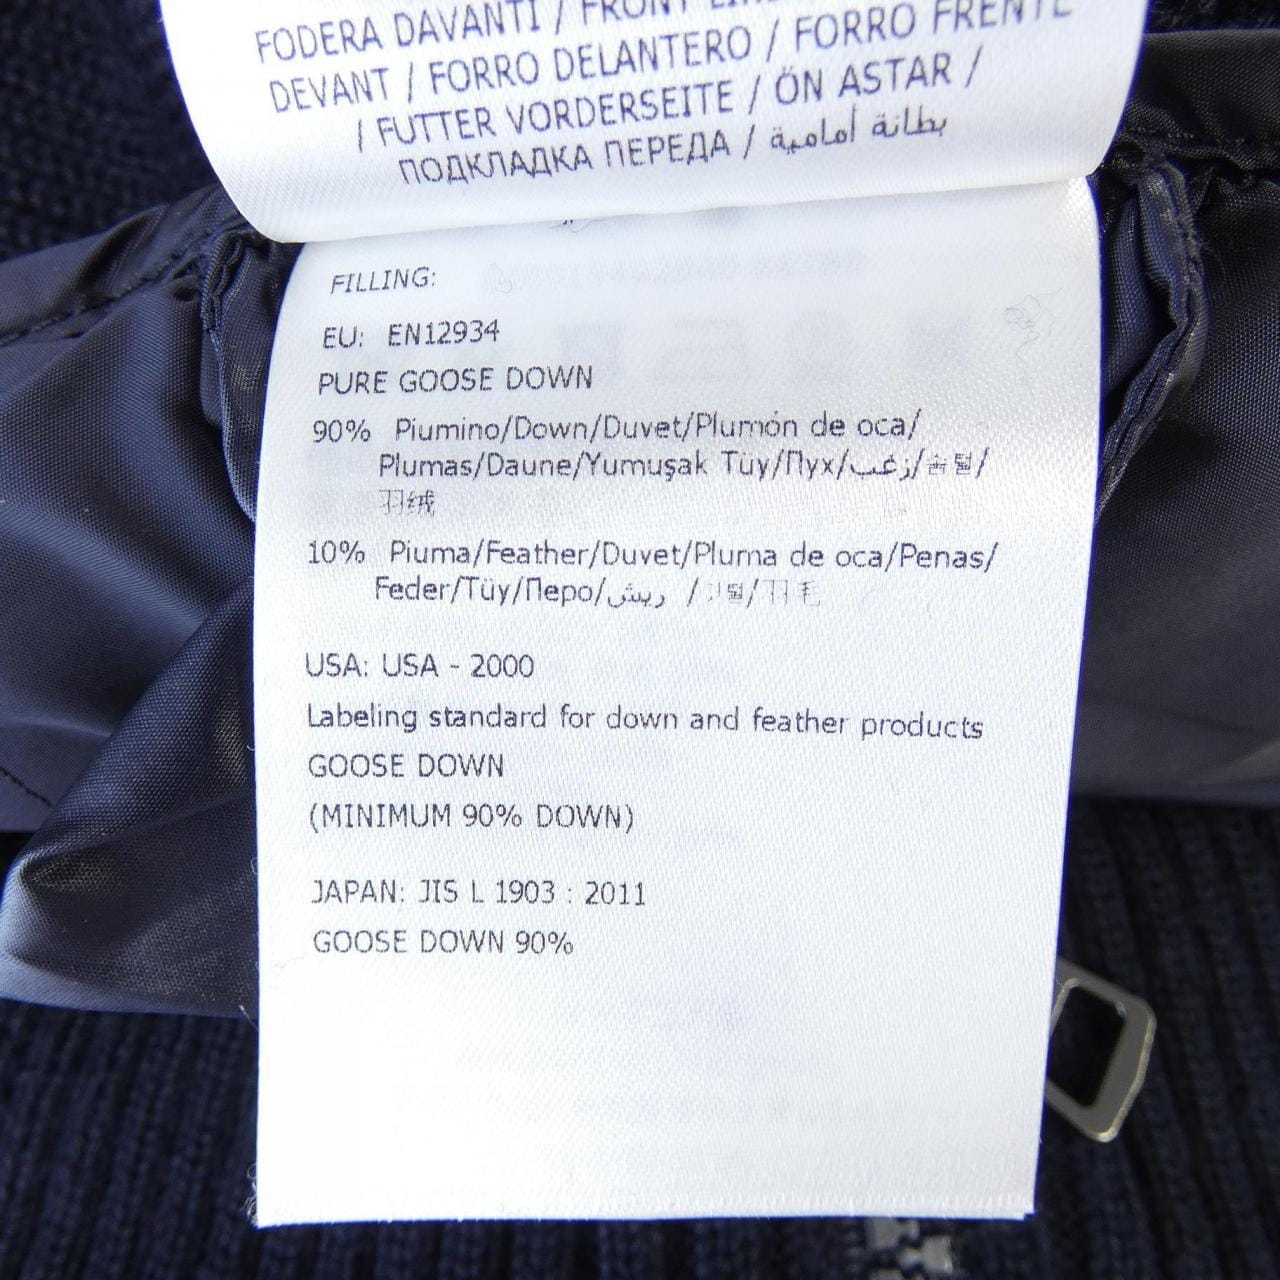 FODERA DAVANTI / FRONT
DEVANT / FORRO DELANTERO / FORRO FRENTE
/ FUTTER VORDERSEITE / ÖN ASTAR /
ПОДКЛАДКА ПЕРЕДА / بطانة أمامية
FILLING:
EU: EN12934
PURE GOOSE DOWN
90% Piumino/Down/Duvet/Plumón de oca/
Plumas/Daune/Yumuşak Tüy/Пух/زغب/솜털/
羽绒
10% Piuma/Feather/Duvet/Pluma de oca/Penas/
Feder/Tüy/Перо/ريش /깃털/羽毛
USA: USA - 2000
Labeling standard for down and feather products
GOOSE DOWN
(MINIMUM 90% DOWN)
JAPAN: JIS L 1903 : 2011
GOOSE DOWN 90%